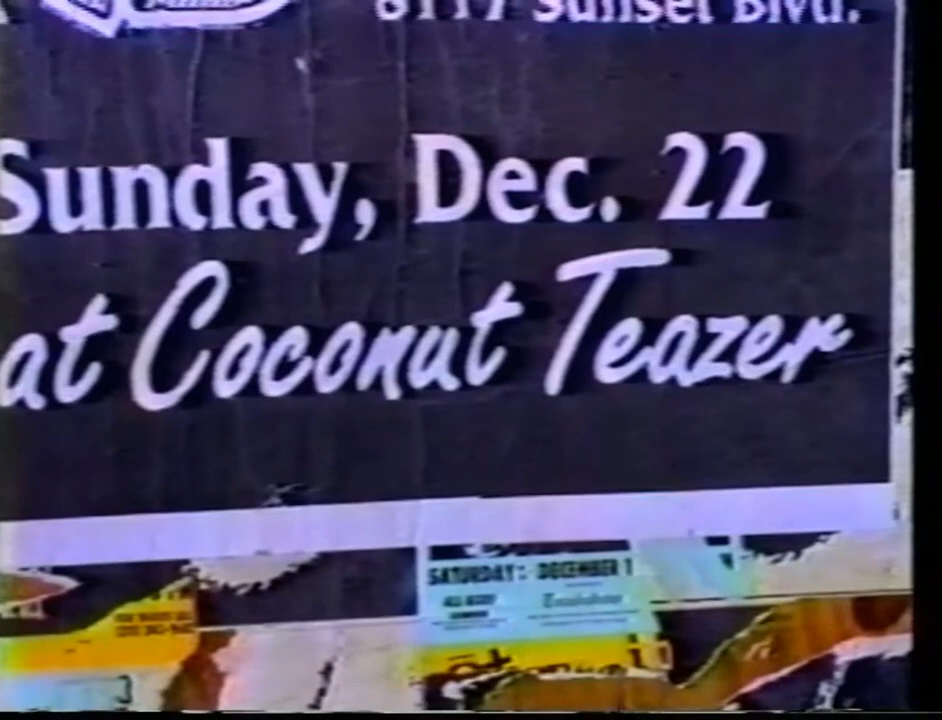 8117 Sunset Blvd.
Sunday, Dec. 22
at Coconut Teazer
SATURDAY: DECEMBER 1